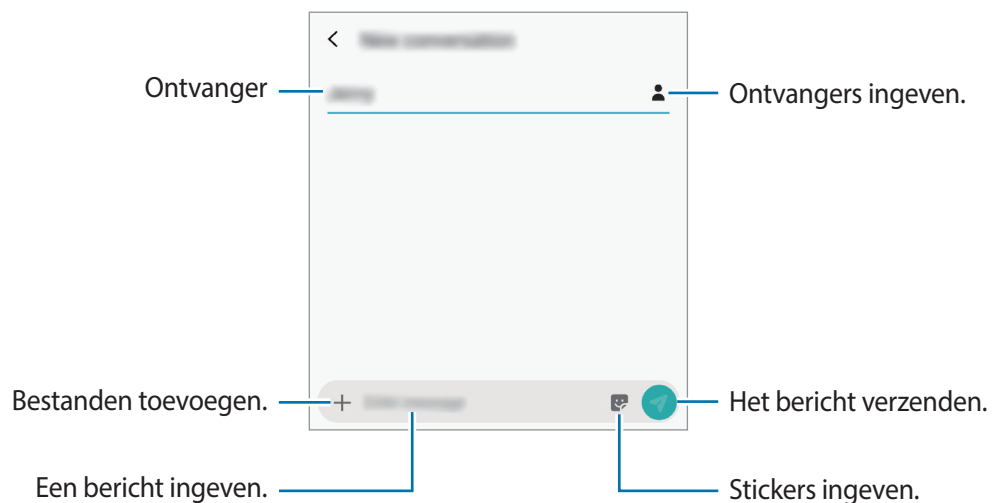 Ontvanger
Ontvangers ingeven.
Bestanden toevoegen.
Het bericht verzenden.
Een bericht ingeven.
Stickers ingeven.